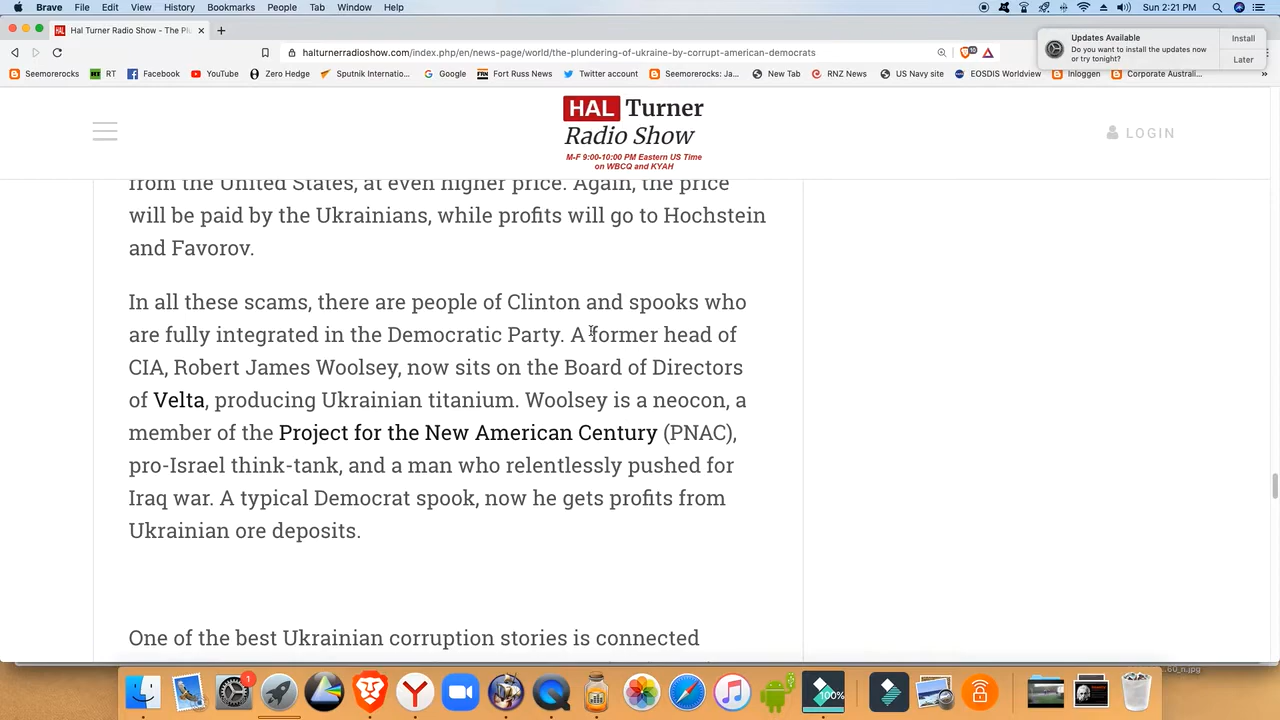 Brave File Edit View History Bookmarks People Tab Window Help Sun 2:21 PM
Hal Turner Radio Show - The Plu
halturnerradioshow.com/index.php/en/news-page/world/the-plundering-of-ukraine-by-corrupt-american-democrats
Updates Available
Do you want to install the updates now
or try tonight?
Install
Later
Seemorerocks RT Facebook YouTube Zero Hedge Sputnik Internatio... Google Fort Russ News Twitter account Seemorerocks: Ja... New Tab RNZ News US Navy site EOSDIS Worldview Inloggen Corporate Australi...
HAL Turner
Radio Show
M-F 9:00-10:00 PM Eastern US Time
on WBCQ and KYAH
LOGIN
from the United States, at even higher price. Again, the price
will be paid by the Ukrainians, while profits will go to Hochstein
and Favorov.
In all these scams, there are people of Clinton and spooks who
are fully integrated in the Democratic Party. A former head of
CIA, Robert James Woolsey, now sits on the Board of Directors
of Velta, producing Ukrainian titanium. Woolsey is a neocon, a
member of the Project for the New American Century (PNAC),
pro-Israel think-tank, and a man who relentlessly pushed for
Iraq war. A typical Democrat spook, now he gets profits from
Ukrainian ore deposits.
One of the best Ukrainian corruption stories is connected
60_n.jpg
1
100%